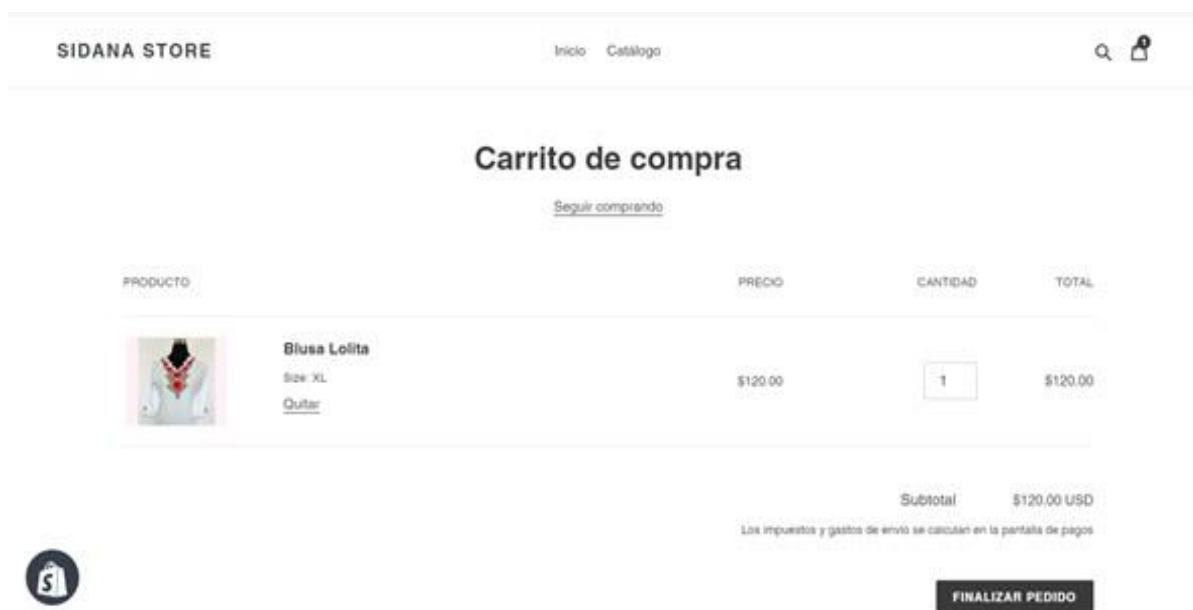 SIDANA STORE Inicio Catálogo 1
Carrito de compra
Seguir comprando
PRODUCTO PRECIO CANTIDAD TOTAL
Blusa Lolita
Size: XL
Quitar
$120.00 1 $120.00
Subtotal $120.00 USD
Los impuestos y gastos de envío se calculan en la pantalla de pagos
FINALIZAR PEDIDO